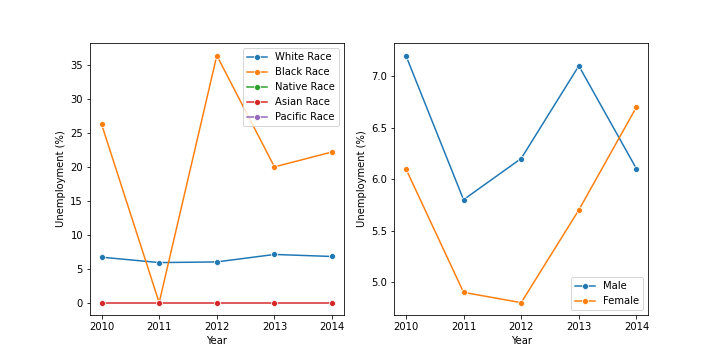 35
30
25
20
15
10
5
0
Unemployment (%)
2010 2011 2012 2013 2014
Year
White Race
Black Race
Native Race
Asian Race
Pacific Race
7.0
6.5
6.0
5.5
5.0
Unemployment (%)
2010 2011 2012 2013 2014
Year
Male
Female